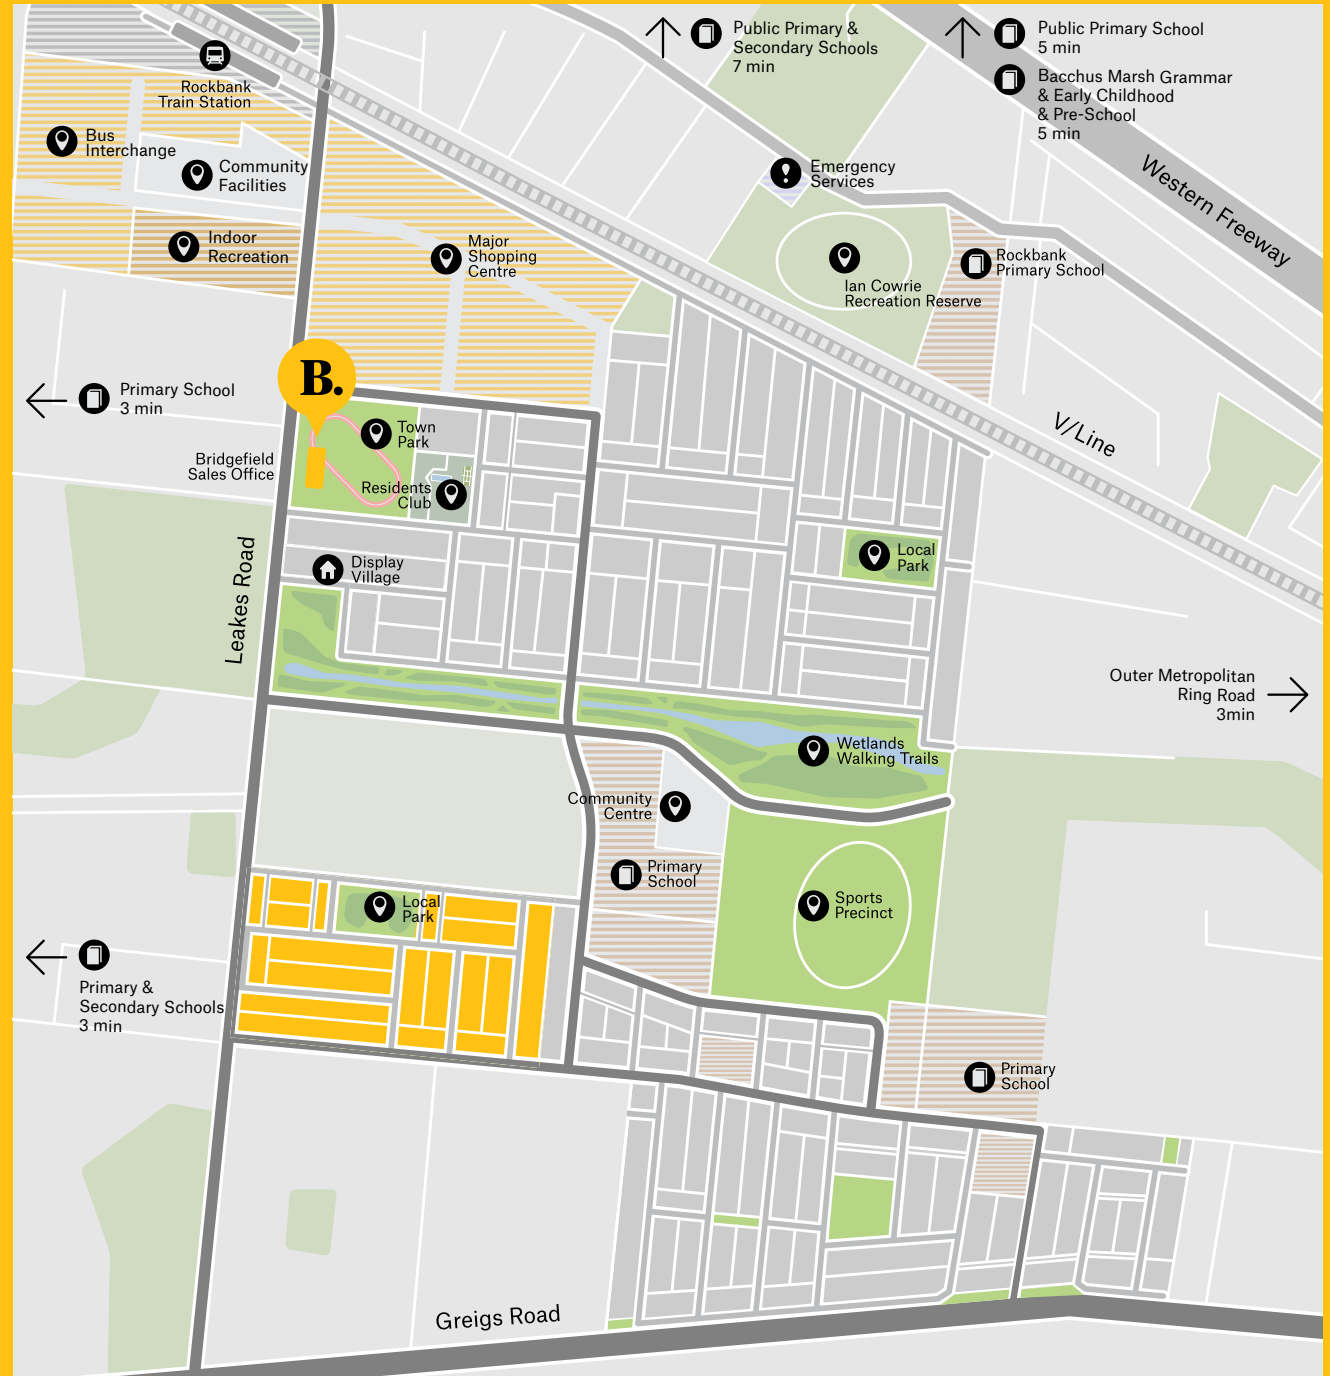 Public Primary &
Secondary Schools
7 min
Public Primary School
5 min
Bacchus Marsh Grammar
& Early Childhood
& Pre-School
5 min
Rockbank
Train Station
Bus
Interchange
Community
Facilities
Emergency
Services
Western Freeway
Indoor
Recreation
Major
Shopping
Centre
Ian Cowrie
Recreation Reserve
Rockbank
Primary School
B.
Primary School
3 min
Town
Park
V/Line
Bridgefield
Sales Office
Residents
Club
Leakes Road
Display
Village
Local
Park
Outer Metropolitan
Ring Road
3min
Wetlands
Walking Trails
Community
Centre
Primary
School
Local
Park
Sports
Precinct
Primary &
Secondary Schools
3 min
Primary
School
Greigs Road